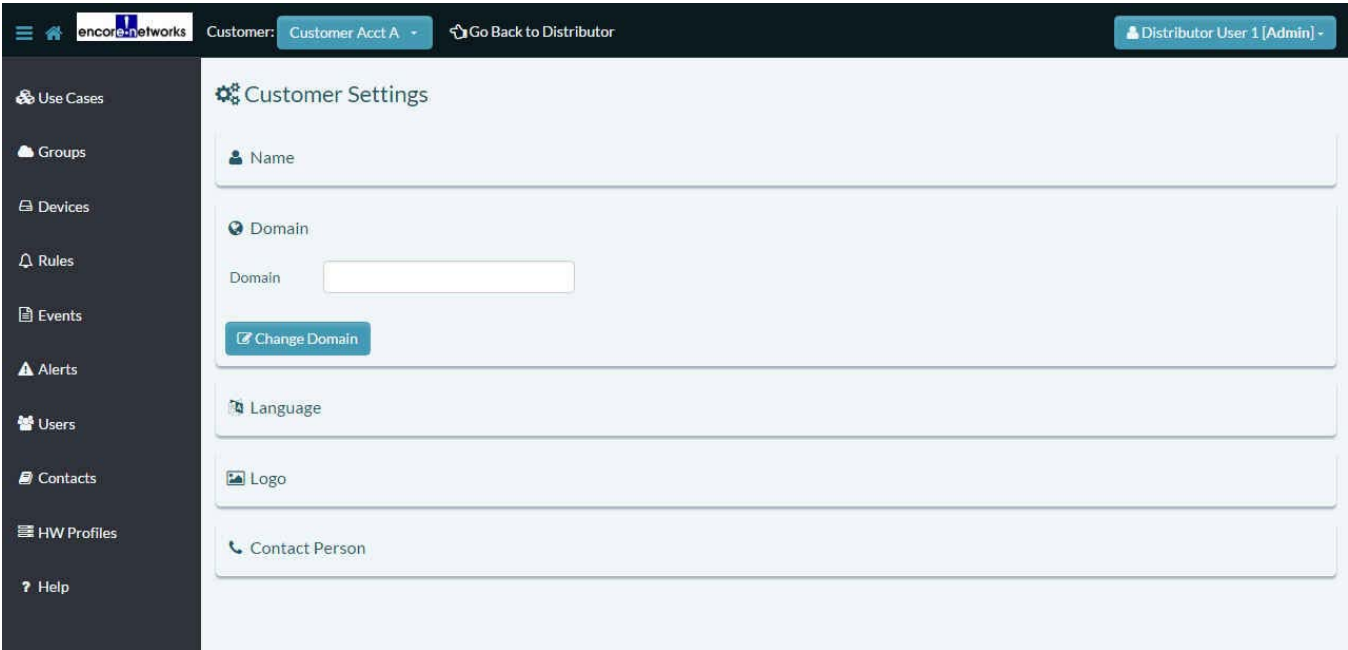 encore networks Customer: Customer Acct A Go Back to Distributor Distributor User 1 [Admin]
Use Cases
Groups
Devices
Rules
Events
Alerts
Users
Contacts
HW Profiles
? Help
Customer Settings
Name
Domain
Domain
Change Domain
Language
Logo
Contact Person